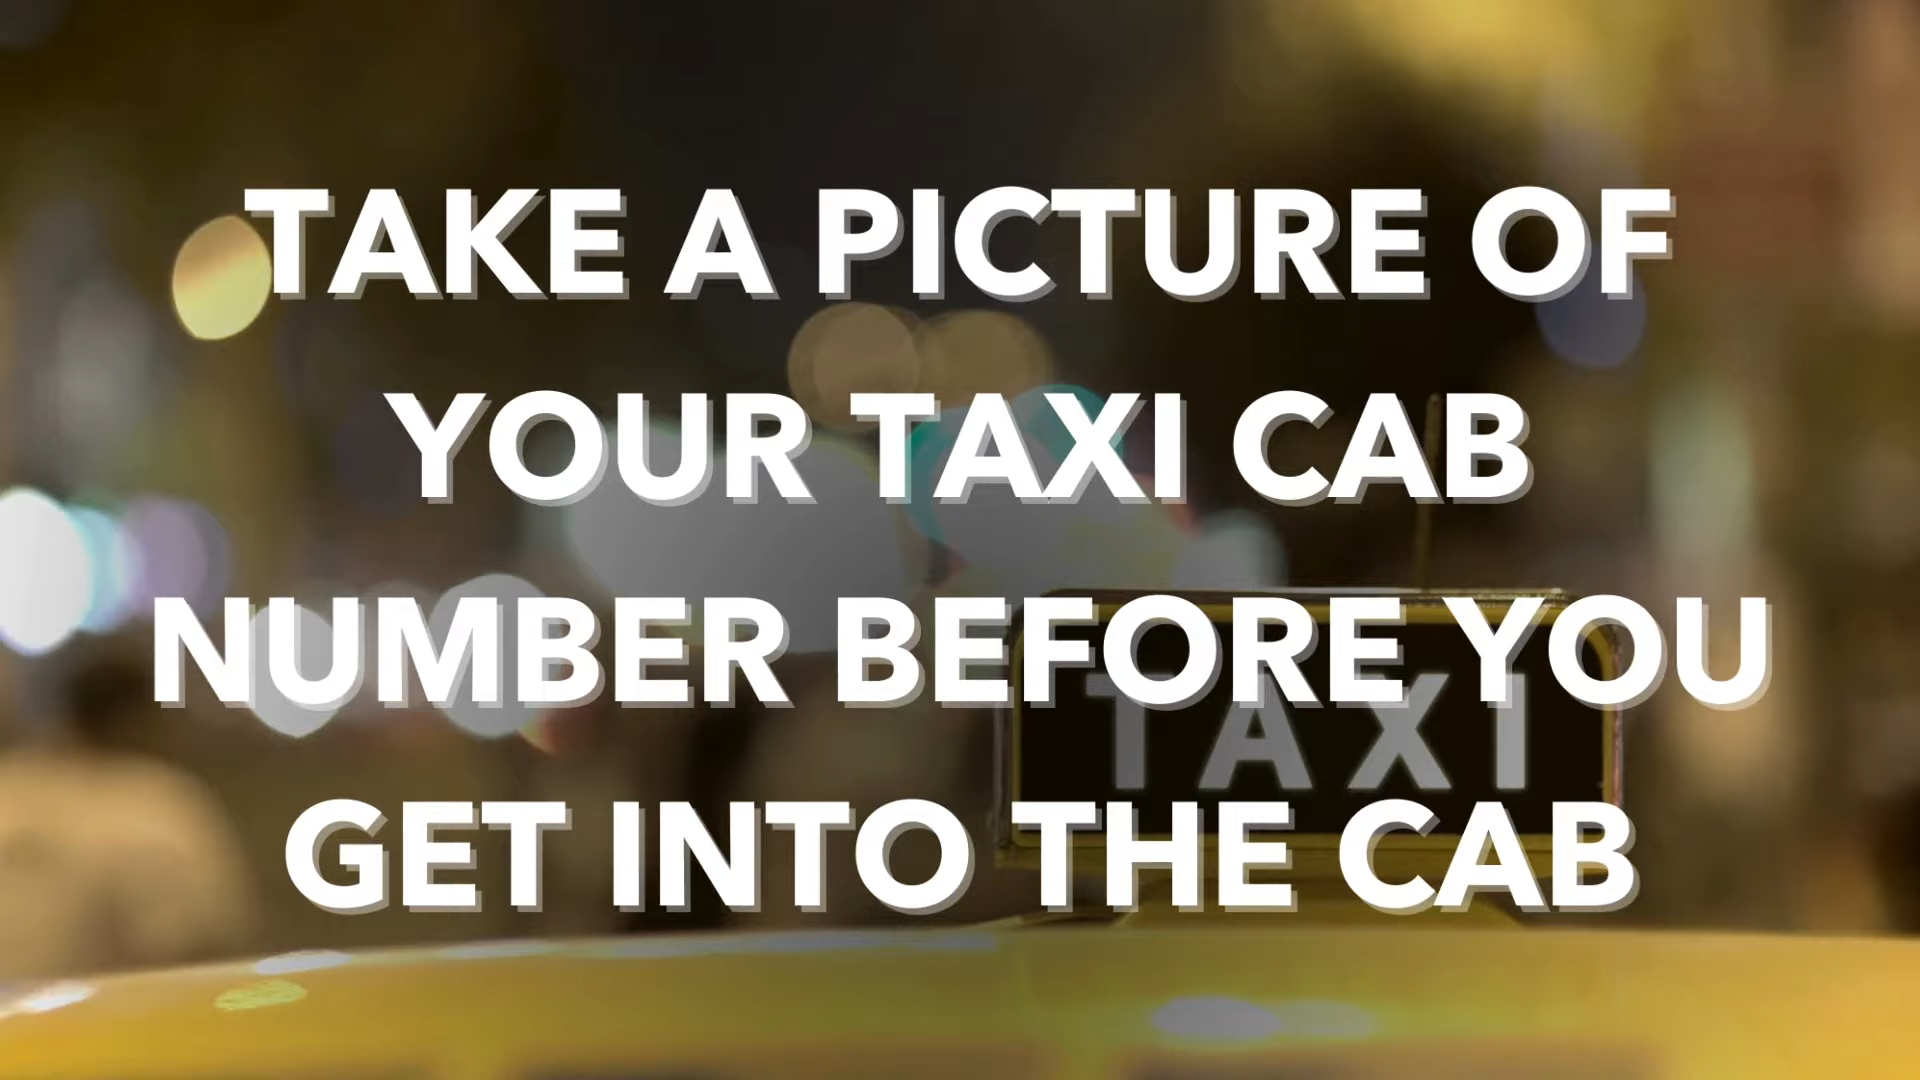 TAKE A PICTURE OF
YOUR TAXI CAB
NUMBER BEFORE YOU
TAXI
GET INTO THE CAB